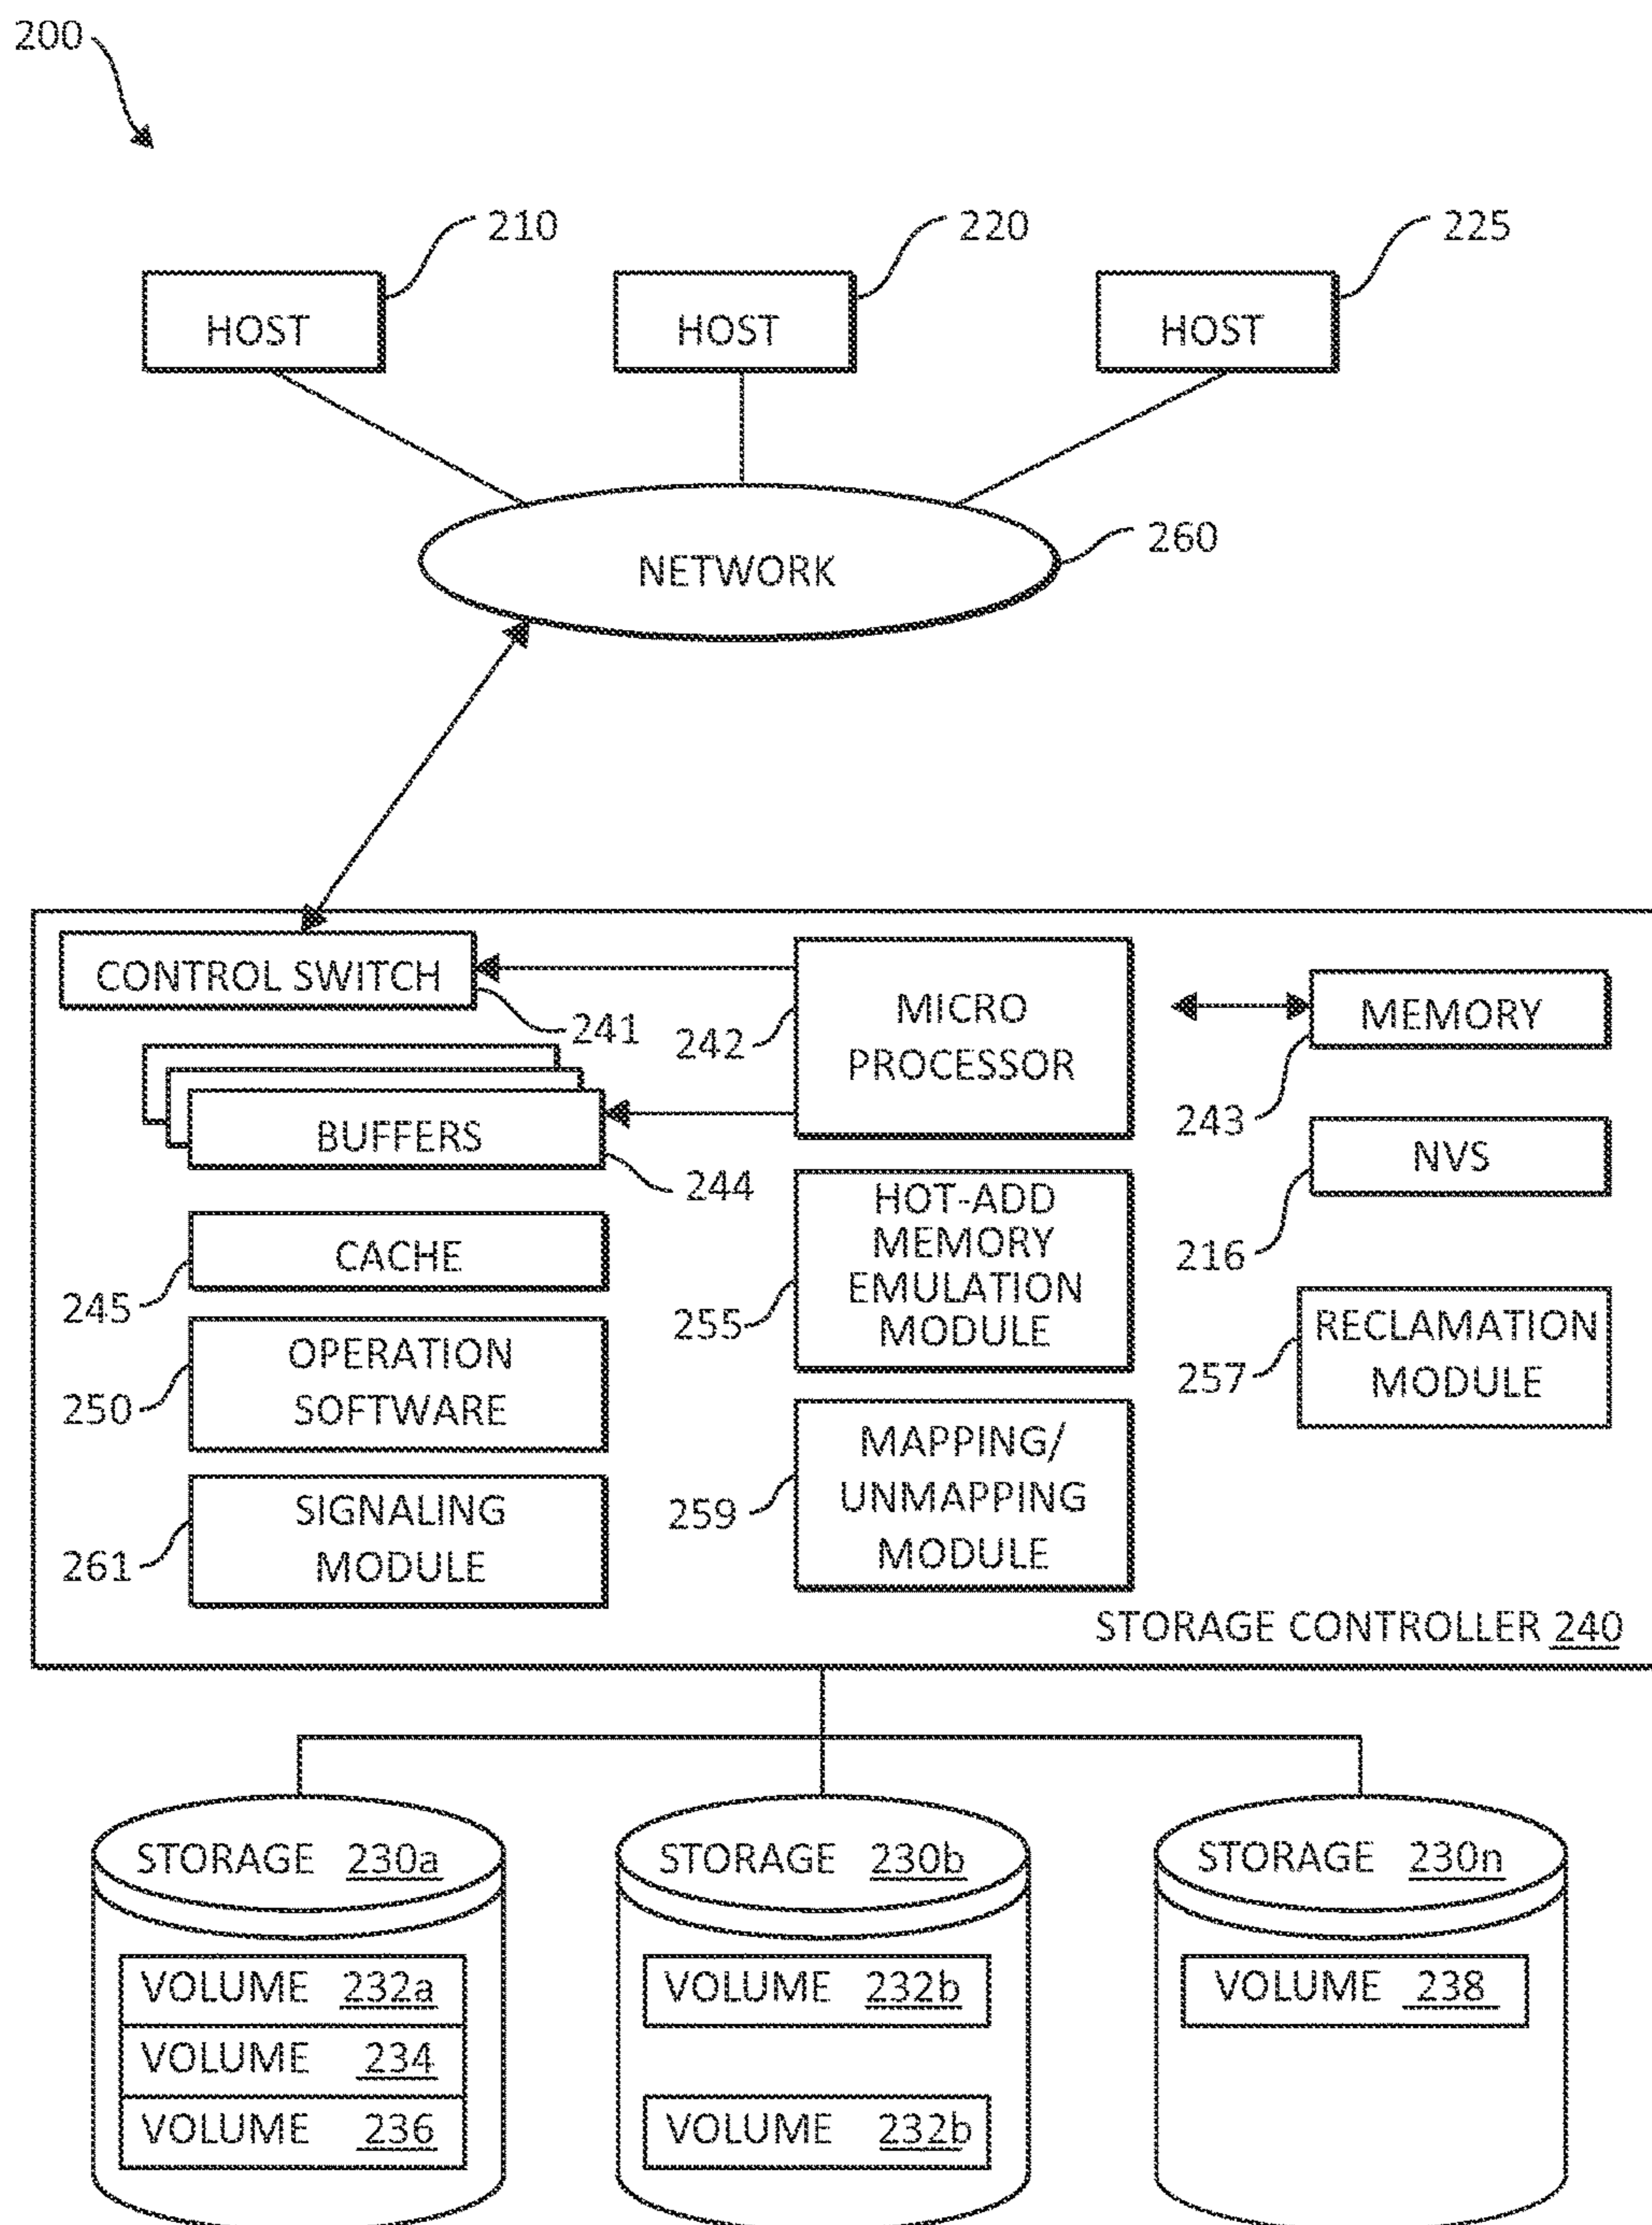 200
210
220
225
HOST
HOST
HOST
260
NETWORK
CONTROL SWITCH
241
242
MICRO
PROCESSOR
MEMORY
243
BUFFERS
244
NVS
216
CACHE
245
HOT-ADD
MEMORY
EMULATION
MODULE
255
RECLAMATION
MODULE
257
OPERATION
SOFTWARE
250
MAPPING/
UNMAPPING
MODULE
259
SIGNALING
MODULE
261
STORAGE CONTROLLER 240
STORAGE 230a
STORAGE 230b
STORAGE 230n
VOLUME 232a
VOLUME 234
VOLUME 236
VOLUME 232b
VOLUME 232b
VOLUME 238